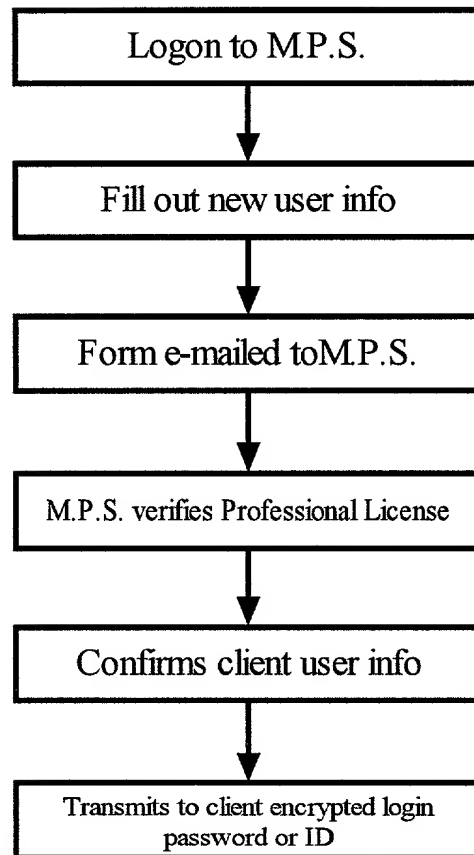 Logon to M.P.S.
Fill out new user info
Form e-mailed toM.P.S.
M.P.S. verifies Professional License
Confirms client user info
Transmits to client encrypted login
password or ID